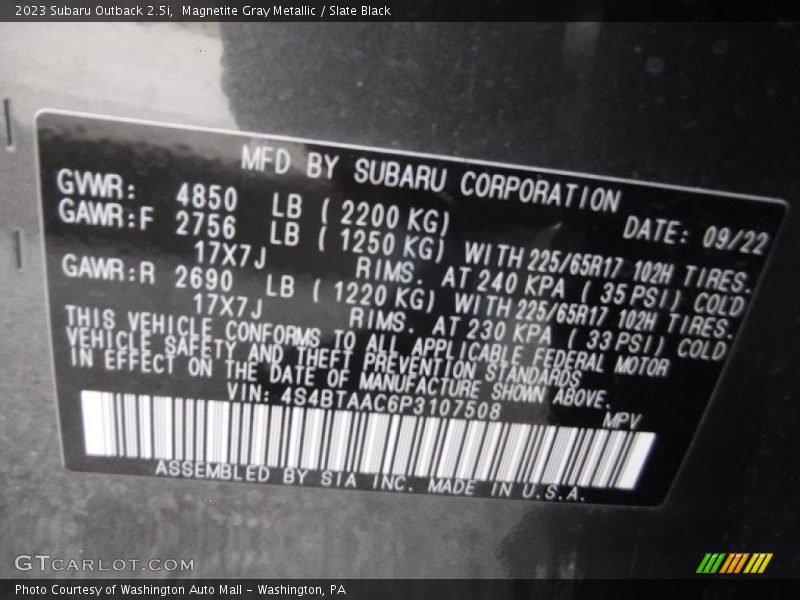 2023 Subaru Outback 2.5i, Magnetite Gray Metallic / Slate Black
MFD BY SUBARU CORPORATION
GVWR: 4850 LB ( 2200 KG) DATE: 09/22
GAWR:F 2756 LB ( 1250 KG) WITH 225/65R17 102H TIRES.
17X7J RIMS. AT 240 KPA ( 35 PSI) COLD
GAWR:R 2690 LB ( 1220 KG) WITH 225/65R17 102H TIRES.
17X7J RIMS. AT 230 KPA ( 33 PSI) COLD
THIS VEHICLE CONFORMS TO ALL APPLICABLE FEDERAL MOTOR
VEHICLE SAFETY AND THEFT PREVENTION STANDARDS
IN EFFECT ON THE DATE OF MANUFACTURE SHOWN ABOVE.
VIN: 4S4BTAAC6P3107508 MPV
ASSEMBLED BY SIA INC. MADE IN U.S.A.
GTCARLOT.COM
Photo Courtesy of Washington Auto Mall - Washington, PA